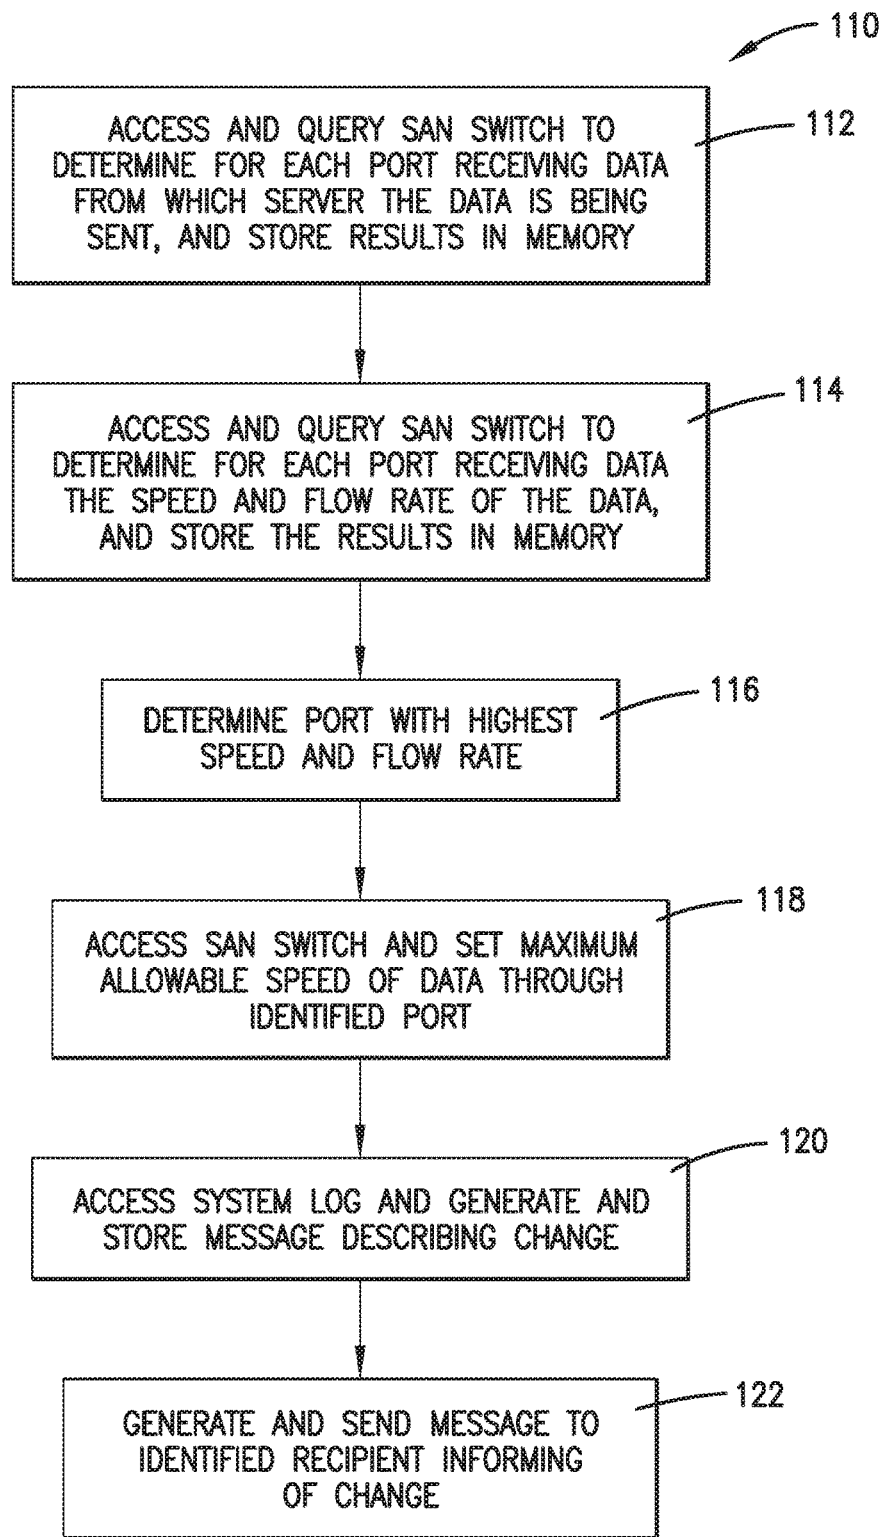 110
ACCESS AND QUERY SAN SWITCH TO
DETERMINE FOR EACH PORT RECEIVING DATA
FROM WHICH SERVER THE DATA IS BEING
SENT, AND STORE RESULTS IN MEMORY
112
ACCESS AND QUERY SAN SWITCH TO
DETERMINE FOR EACH PORT RECEIVING DATA
THE SPEED AND FLOW RATE OF THE DATA,
AND STORE THE RESULTS IN MEMORY
114
DETERMINE PORT WITH HIGHEST
SPEED AND FLOW RATE
116
ACCESS SAN SWITCH AND SET MAXIMUM
ALLOWABLE SPEED OF DATA THROUGH
IDENTIFIED PORT
118
ACCESS SYSTEM LOG AND GENERATE AND
STORE MESSAGE DESCRIBING CHANGE
120
GENERATE AND SEND MESSAGE TO
IDENTIFIED RECIPIENT INFORMING
OF CHANGE
122